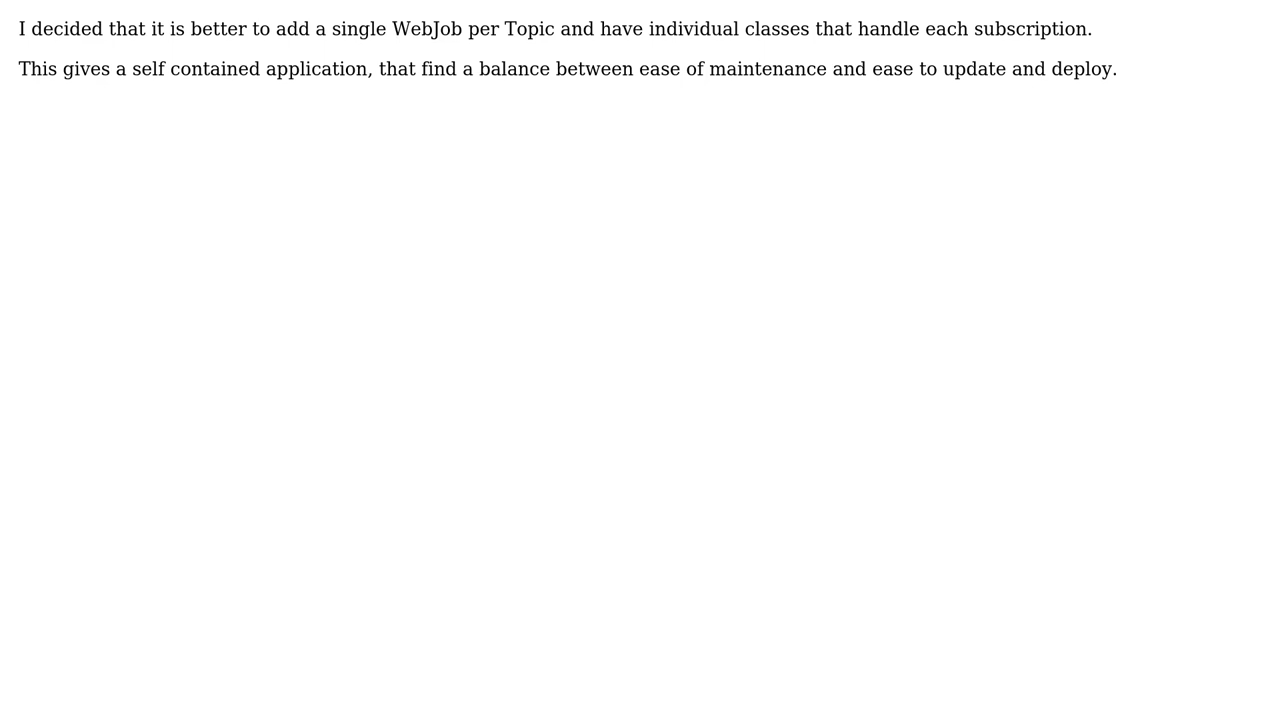 I decided that it is better to add a single WebJob per Topic and have individual classes that handle each subscription.
This gives a self contained application, that find a balance between ease of maintenance and ease to update and deploy.